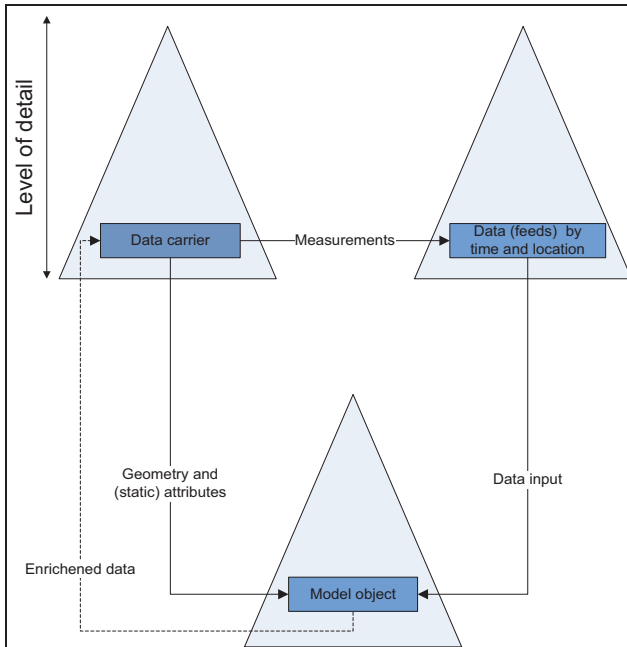 Level of detail
Data carrier
Measurements
Data (feeds) by
time and location
Geometry and
(static) attributes
Data input
Enrichened data
Model object